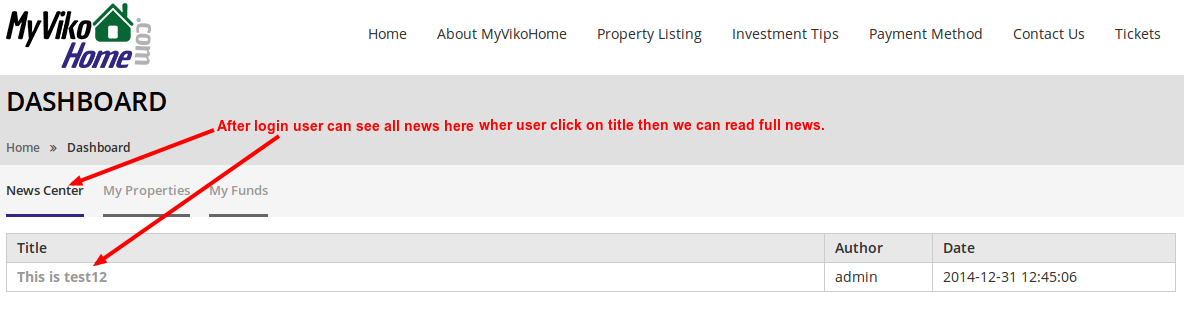 MyViko
Home
.com
Home About MyVikoHome Property Listing Investment Tips Payment Method Contact Us Tickets
DASHBOARD
After login user can see all news here wher user click on title then we can read full news.
Home » Dashboard
News Center My Properties My Funds
Title Author Date
This is test12 admin 2014-12-31 12:45:06